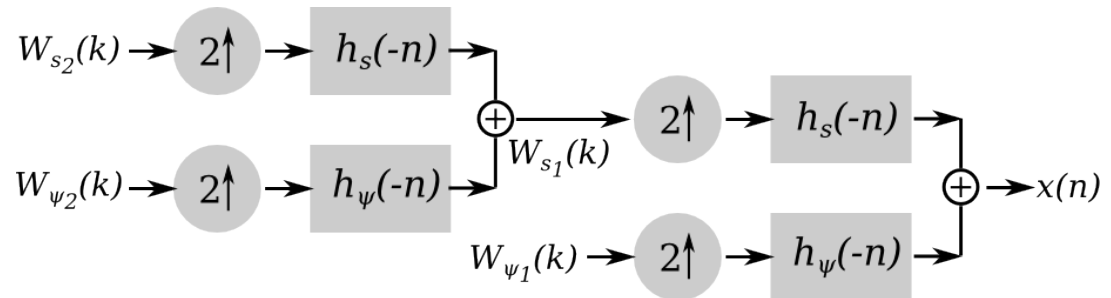 W_{s_2}(k) 2↑ h_s(-n)
2↑ h_s(-n)
+
W_{s_1}(k)
W_{ψ_2}(k) 2↑ h_ψ(-n)
+ x(n)
W_{ψ_1}(k) 2↑ h_ψ(-n)